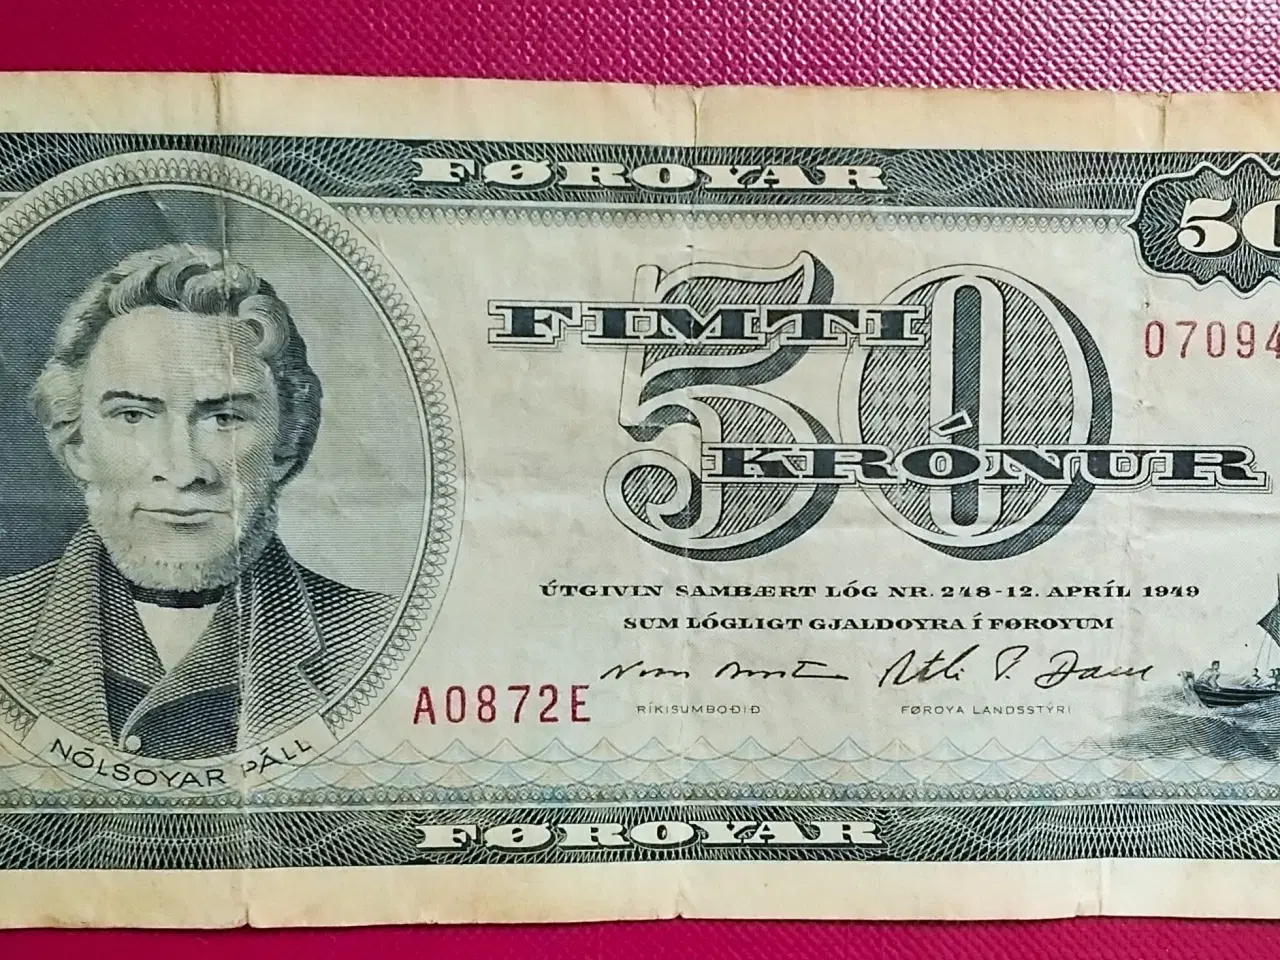 FØROYAR
50
FIMTI
50
07094
KRÓNUR
ÚTGIVIN SAMBÆRT LÓG NR. 248-12. APRÍL 1949
SUM LÓGLIGT GJALDOYRA Í FØROYUM
A0872E
RÍKISUMBOÐIÐ
FØROYA LANDSSTÝRI
NÓLSOYAR PÁLL
FØROYAR